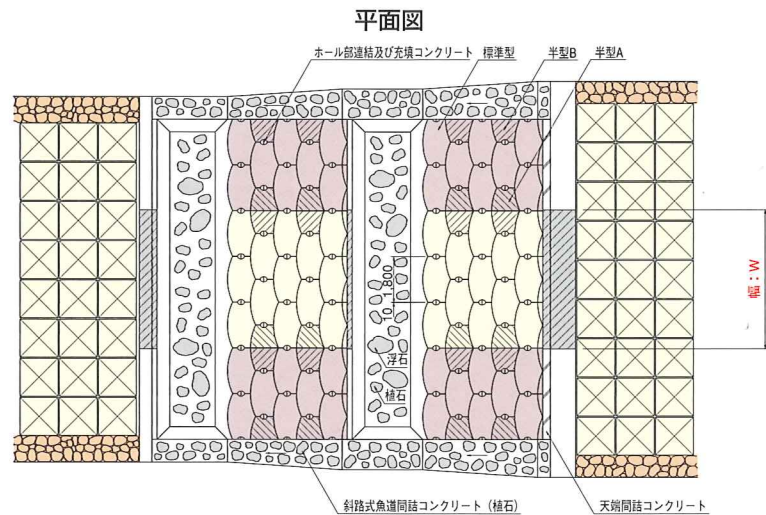 平面図
ホール部連結及び充填コンクリート
標準型
半型B
半型A
10
1.800
幅：W
浮石
植石
斜路式魚道間詰コンクリート（植石）
天端間詰コンクリート